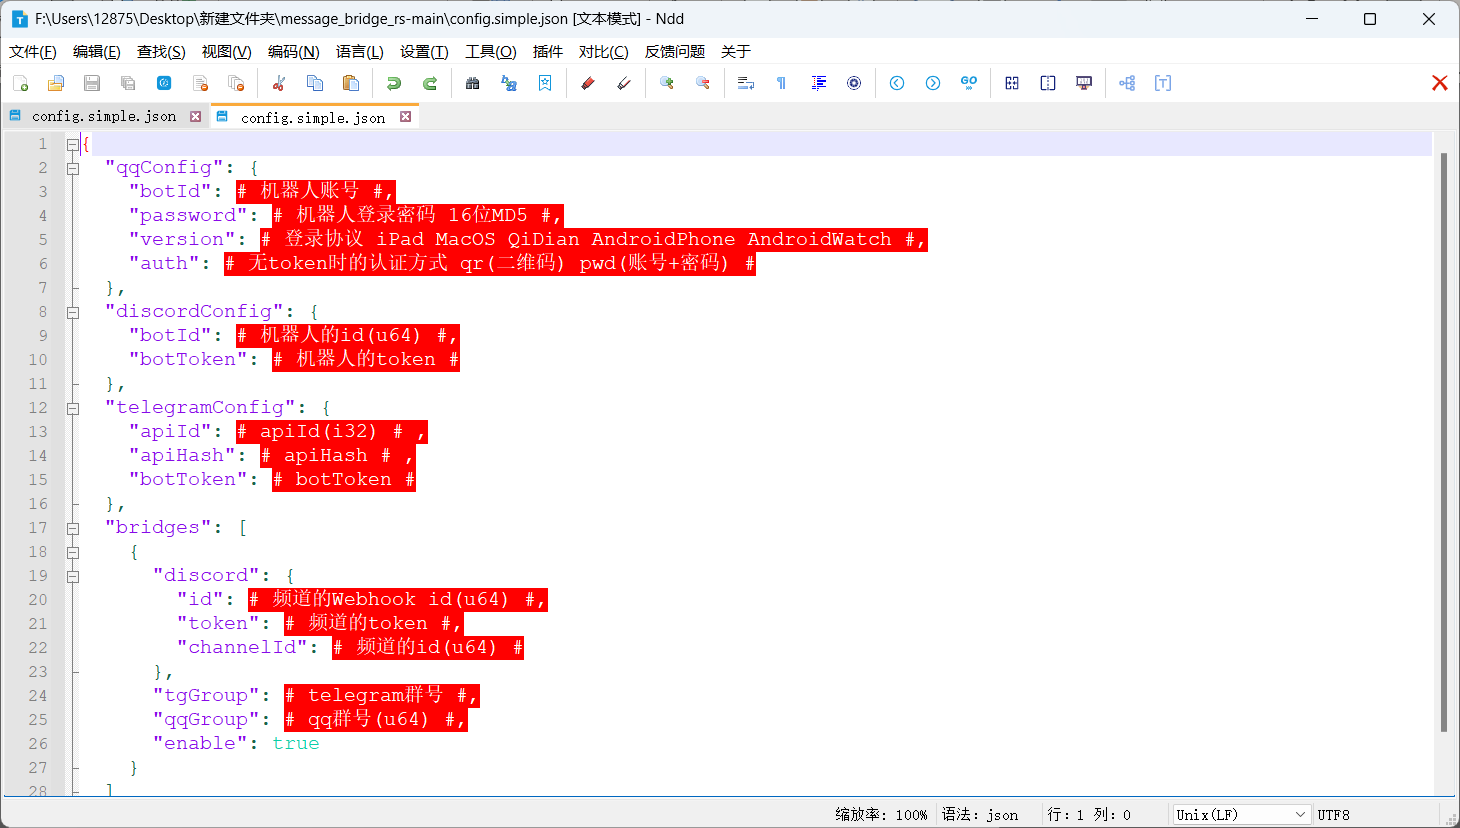 F:\Users\12875\Desktop\新建文件夹\message_bridge_rs-main\config.simple.json [文本模式] - Ndd
文件(F) 编辑(E) 查找(S) 视图(V) 编码(N) 语言(L) 设置(T) 工具(O) 插件 对比(C) 反馈问题 关于
config.simple.json config.simple.json
1 {
2 "qqConfig": {
3 "botId": # 机器人账号 #,
4 "password": # 机器人登录密码 16位MD5 #,
5 "version": # 登录协议 iPad MacOS QiDian AndroidPhone AndroidWatch #,
6 "auth": # 无token时的认证方式 qr(二维码) pwd(账号+密码) #
7 },
8 "discordConfig": {
9 "botId": # 机器人的id(u64) #,
10 "botToken": # 机器人的token #
11 },
12 "telegramConfig": {
13 "apiId": # apiId(i32) # ,
14 "apiHash": # apiHash # ,
15 "botToken": # botToken #
16 },
17 "bridges": [
18 {
19 "discord": {
20 "id": # 频道的Webhook id(u64) #,
21 "token": # 频道的token #,
22 "channelId": # 频道的id(u64) #
23 },
24 "tgGroup": # telegram群号 #,
25 "qqGroup": # qq群号(u64) #,
26 "enable": true
27 }
28 ]
缩放率: 100% 语法: json 行: 1 列: 0 Unix(LF) UTF8